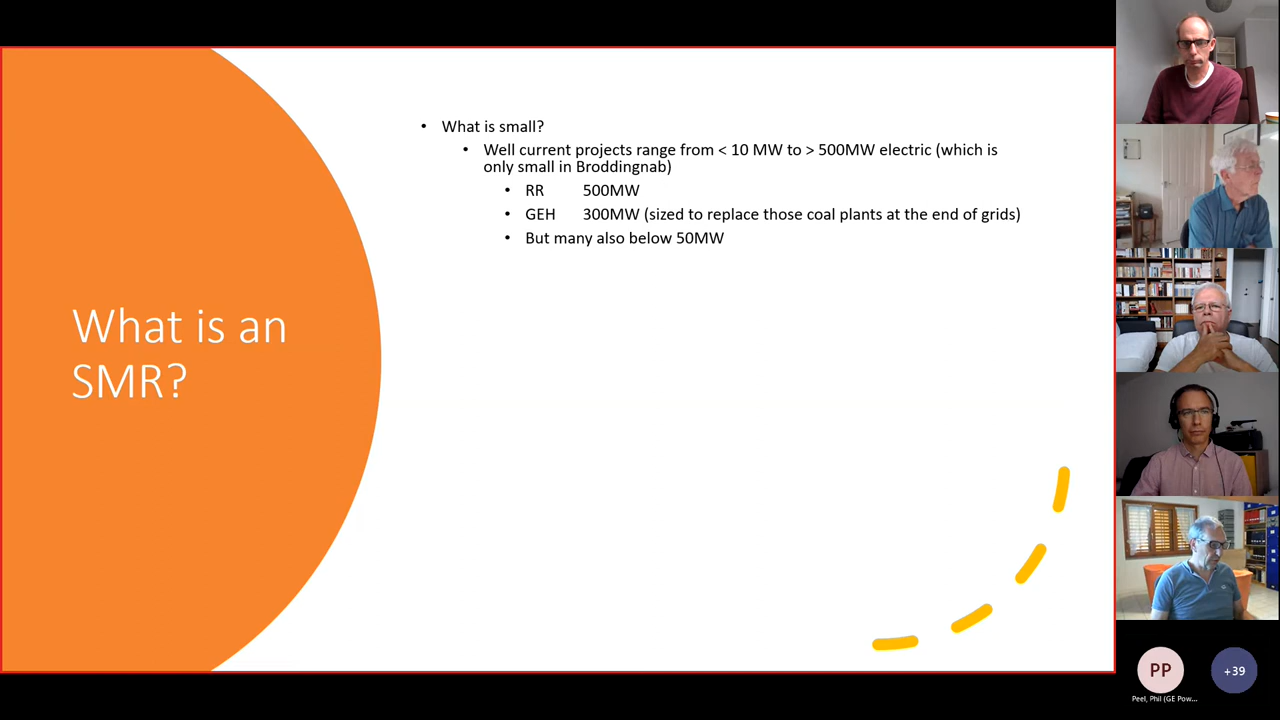 What is an
SMR?
• What is small?
• Well current projects range from < 10 MW to > 500MW electric (which is
only small in Broddingnab)
• RR 500MW
• GEH 300MW (sized to replace those coal plants at the end of grids)
• But many also below 50MW
PP
+39
Peel, Phil (GE Pow...